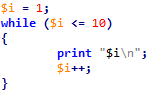 $i = 1;
while ($i <= 10)
{
print "$i\n";
$i++;
}